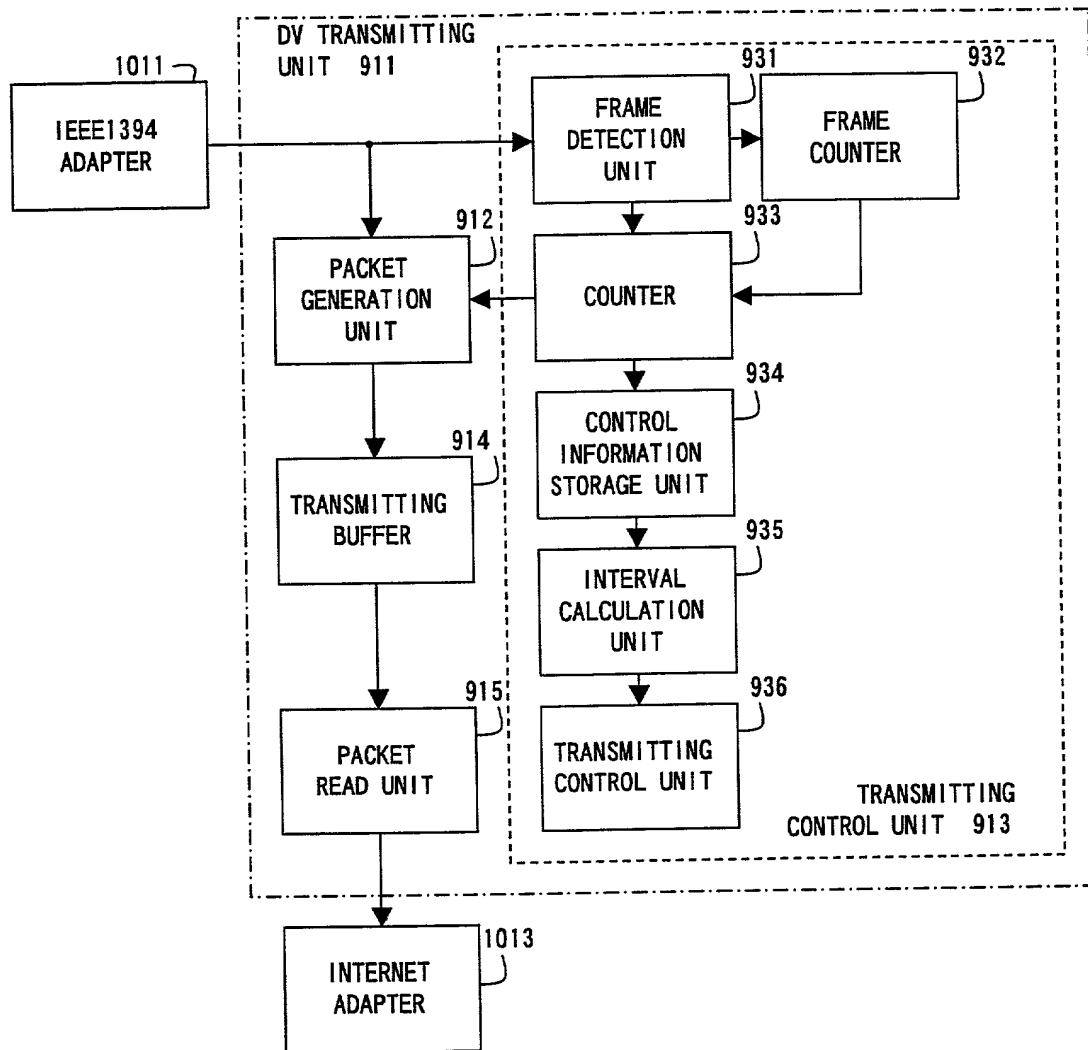 DV TRANSMITTING
UNIT 911
1011
IEEE1394
ADAPTER
931
FRAME
DETECTION
UNIT
932
FRAME
COUNTER
912
PACKET
GENERATION
UNIT
933
COUNTER
934
CONTROL
INFORMATION
STORAGE UNIT
914
TRANSMITTING
BUFFER
935
INTERVAL
CALCULATION
UNIT
915
PACKET
READ UNIT
936
TRANSMITTING
CONTROL UNIT
TRANSMITTING
CONTROL UNIT 913
1013
INTERNET
ADAPTER